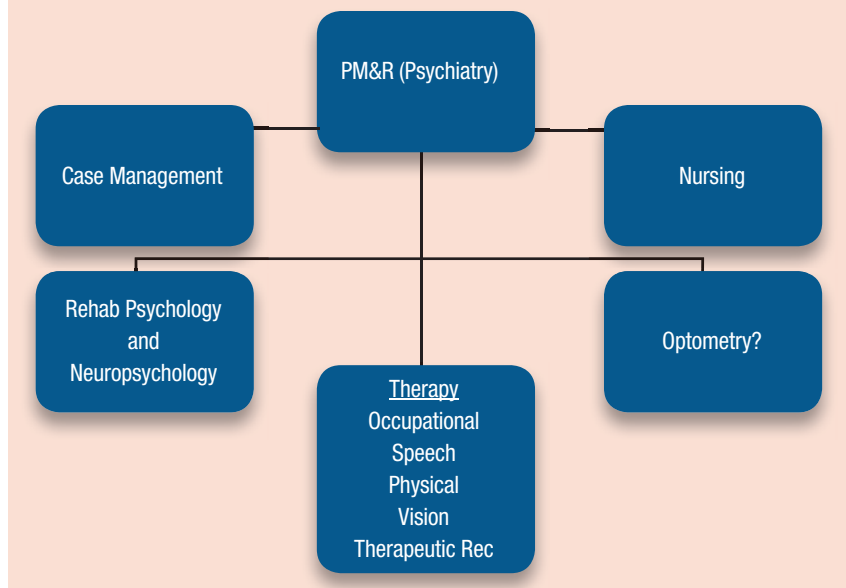 PM&R (Psychiatry)
Case Management
Nursing
Rehab Psychology
and
Neuropsychology
Optometry?
Therapy
Occupational
Speech
Physical
Vision
Therapeutic Rec